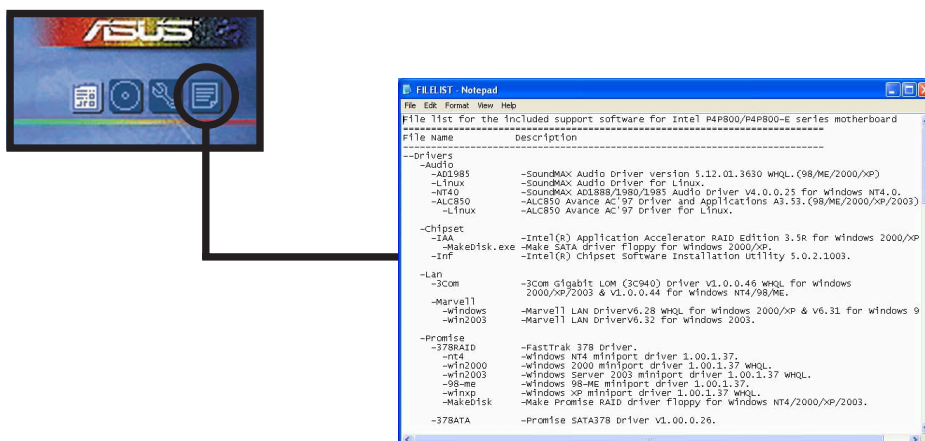 ASUS
FILELIST - Notepad
File Edit Format View Help
File list for the included support software for Intel P4P800/P4P800-E series motherboard
===========================================================================
File Name Description
---------------------------------------------------------------------------
--Drivers
-Audio
-AD1985 -SoundMAX Audio Driver version 5.12.01.3630 WHQL.(98/ME/2000/XP)
-Linux -SoundMAX Audio Driver for Linux.
-NT40 -SoundMAX AD1888/1980/1985 Audio Driver V4.0.0.25 for Windows NT4.0.
-ALC850 -ALC850 Avance AC'97 Driver and Applications A3.53.(98/ME/2000/XP/2003)
-Linux -ALC850 Avance AC'97 Driver for Linux.
-Chipset
-IAA -Intel(R) Application Accelerator RAID Edition 3.5R for Windows 2000/XP
-MakeDisk.exe -Make SATA driver floppy for Windows 2000/XP.
-Inf -Intel(R) Chipset Software Installation Utility 5.0.2.1003.
-Lan
-3Com -3Com Gigabit LOM (3C940) Driver V1.0.0.46 WHQL for Windows
2000/XP/2003 & V1.0.0.44 for Windows NT4/98/ME.
-Marvell
-Windows -Marvell LAN DriverV6.28 WHQL for Windows 2000/XP & V6.31 for Windows 9
-Win2003 -Marvell LAN DriverV6.32 for Windows 2003.
-Promise
-378RAID -FastTrak 378 Driver.
-nt4 -Windows NT4 miniport driver 1.00.1.37.
-win2000 -Windows 2000 miniport driver 1.00.1.37 WHQL.
-win2003 -Windows Server 2003 miniport driver 1.00.1.37 WHQL.
-98-me -Windows 98-ME miniport driver 1.00.1.37.
-winxp -Windows XP miniport driver 1.00.1.37 WHQL.
-MakeDisk -Make Promise RAID driver floppy for Windows NT4/2000/XP/2003.
-378ATA -Promise SATA378 Driver V1.00.0.26.